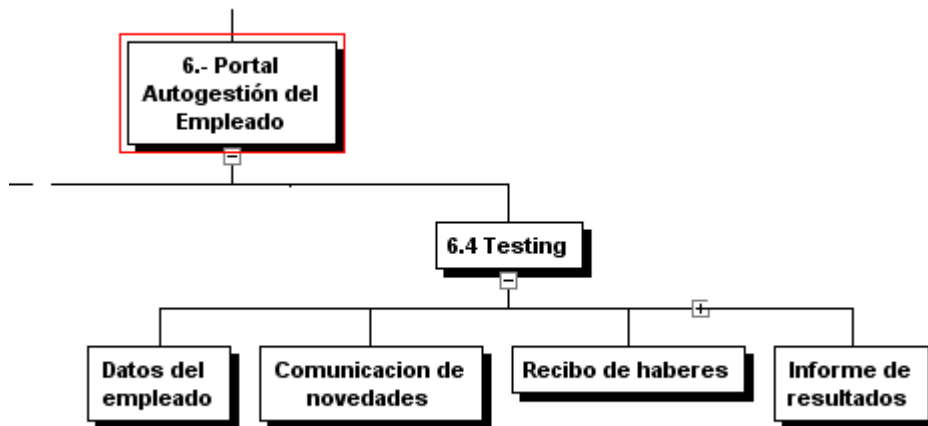 6.- Portal
Autogestión del
Empleado
6.4 Testing
Datos del
empleado
Comunicacion de
novedades
Recibo de haberes
Informe de
resultados